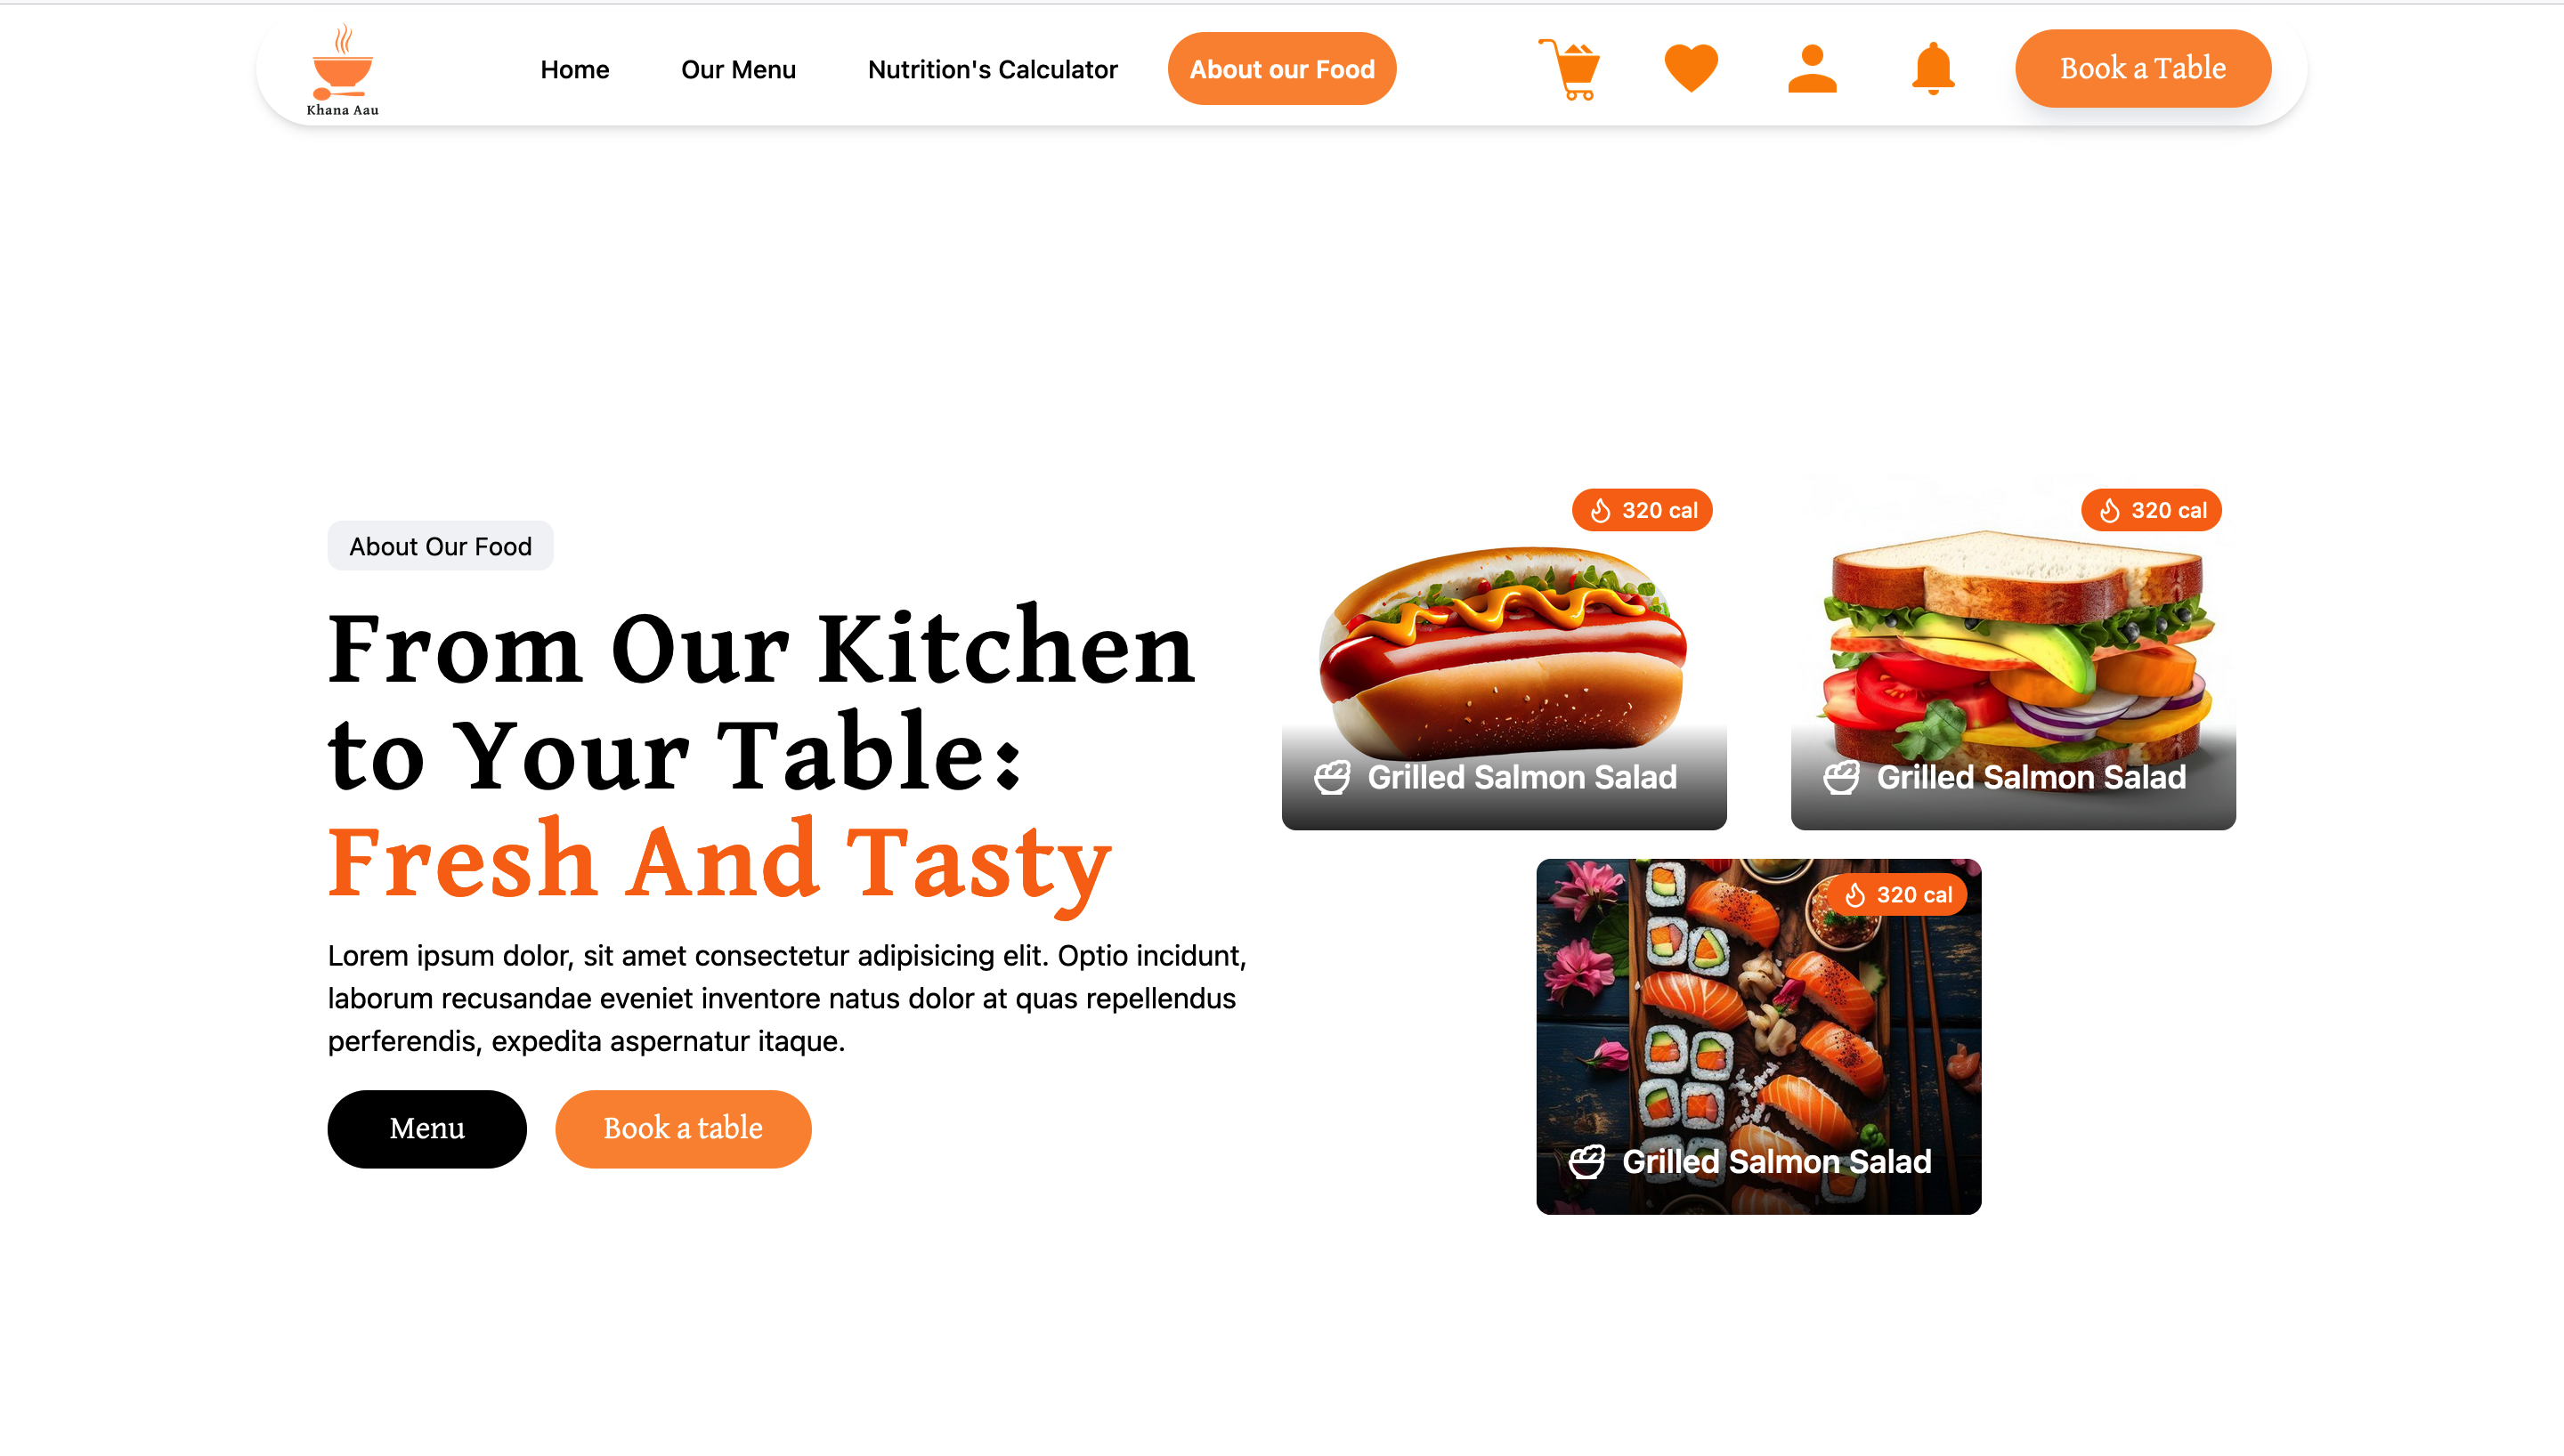 Khana Aau
Home
Our Menu
Nutrition's Calculator
About our Food
Book a Table
About Our Food
From Our Kitchen
to Your Table:
Fresh And Tasty
Lorem ipsum dolor, sit amet consectetur adipisicing elit. Optio incidunt,
laborum recusandae eveniet inventore natus dolor at quas repellendus
perferendis, expedita aspernatur itaque.
Menu
Book a table
320 cal
Grilled Salmon Salad
320 cal
Grilled Salmon Salad
320 cal
Grilled Salmon Salad